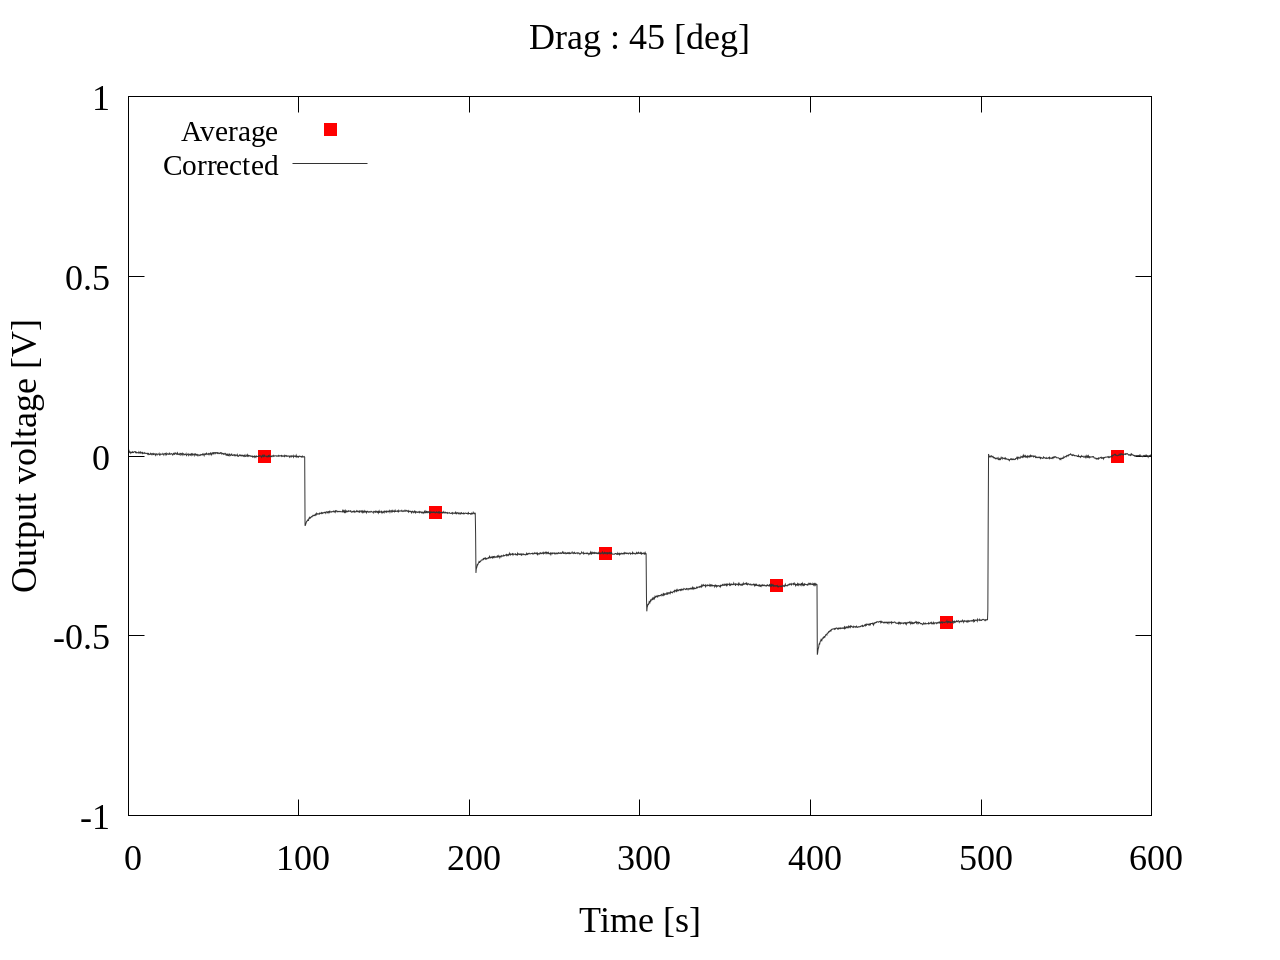 Drag : 45 [deg]
Average
Corrected
1
0.5
0
-0.5
-1
Output voltage [V]
0 100 200 300 400 500 600
Time [s]